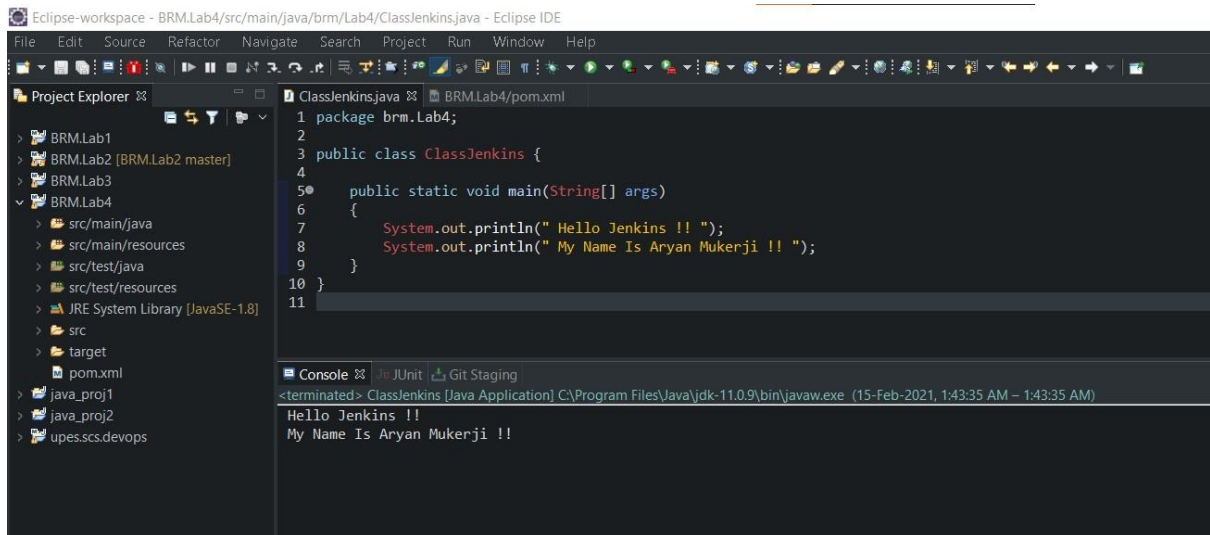 Eclipse-workspace - BRM.Lab4/src/main/java/brm/Lab4/ClassJenkins.java - Eclipse IDE
File Edit Source Refactor Navigate Search Project Run Window Help
Project Explorer
BRM.Lab1
BRM.Lab2 [BRM.Lab2 master]
BRM.Lab3
BRM.Lab4
src/main/java
src/main/resources
src/test/java
src/test/resources
JRE System Library [JavaSE-1.8]
src
target
pom.xml
java_proj1
java_proj2
upes.scs.devops
ClassJenkins.java BRM.Lab4/pom.xml
1 package brm.Lab4;
2
3 public class ClassJenkins {
4
5 public static void main(String[] args)
6 {
7 System.out.println(" Hello Jenkins !! ");
8 System.out.println(" My Name Is Aryan Mukerji !! ");
9 }
10 }
11
Console JUnit Git Staging
<terminated> ClassJenkins [Java Application] C:\Program Files\Java\jdk-11.0.9\bin\javaw.exe (15-Feb-2021, 1:43:35 AM – 1:43:35 AM)
Hello Jenkins !!
My Name Is Aryan Mukerji !!